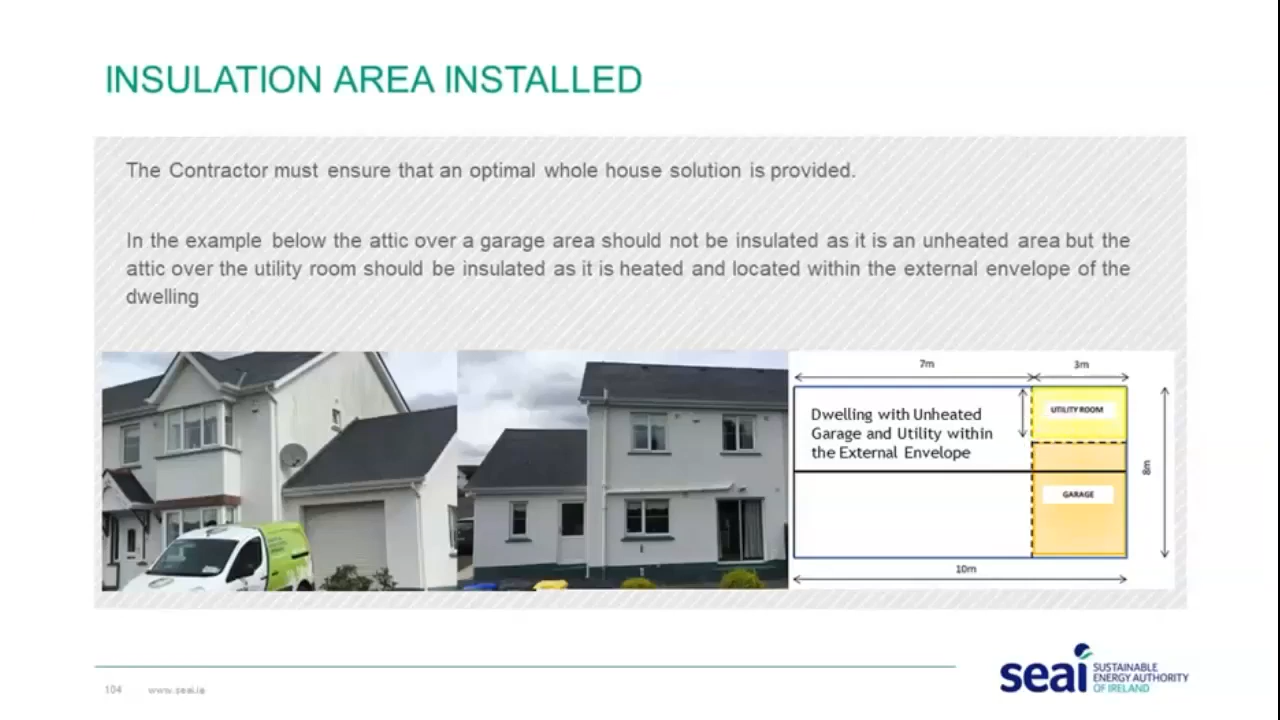 INSULATION AREA INSTALLED
The Contractor must ensure that an optimal whole house solution is provided.
In the example below the attic over a garage area should not be insulated as it is an unheated area but the
attic over the utility room should be insulated as it is heated and located within the external envelope of the
dwelling
7m
3m
Dwelling with Unheated
Garage and Utility within
the External Envelope
UTILITY ROOM
GARAGE
8m
10m
104
www.seai.ie
seai
SUSTAINABLE
ENERGY AUTHORITY
OF IRELAND